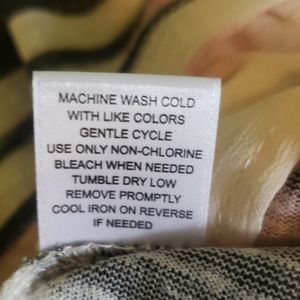 MACHINE WASH COLD
WITH LIKE COLORS
GENTLE CYCLE
USE ONLY NON-CHLORINE
BLEACH WHEN NEEDED
TUMBLE DRY LOW
REMOVE PROMPTLY
COOL IRON ON REVERSE
IF NEEDED